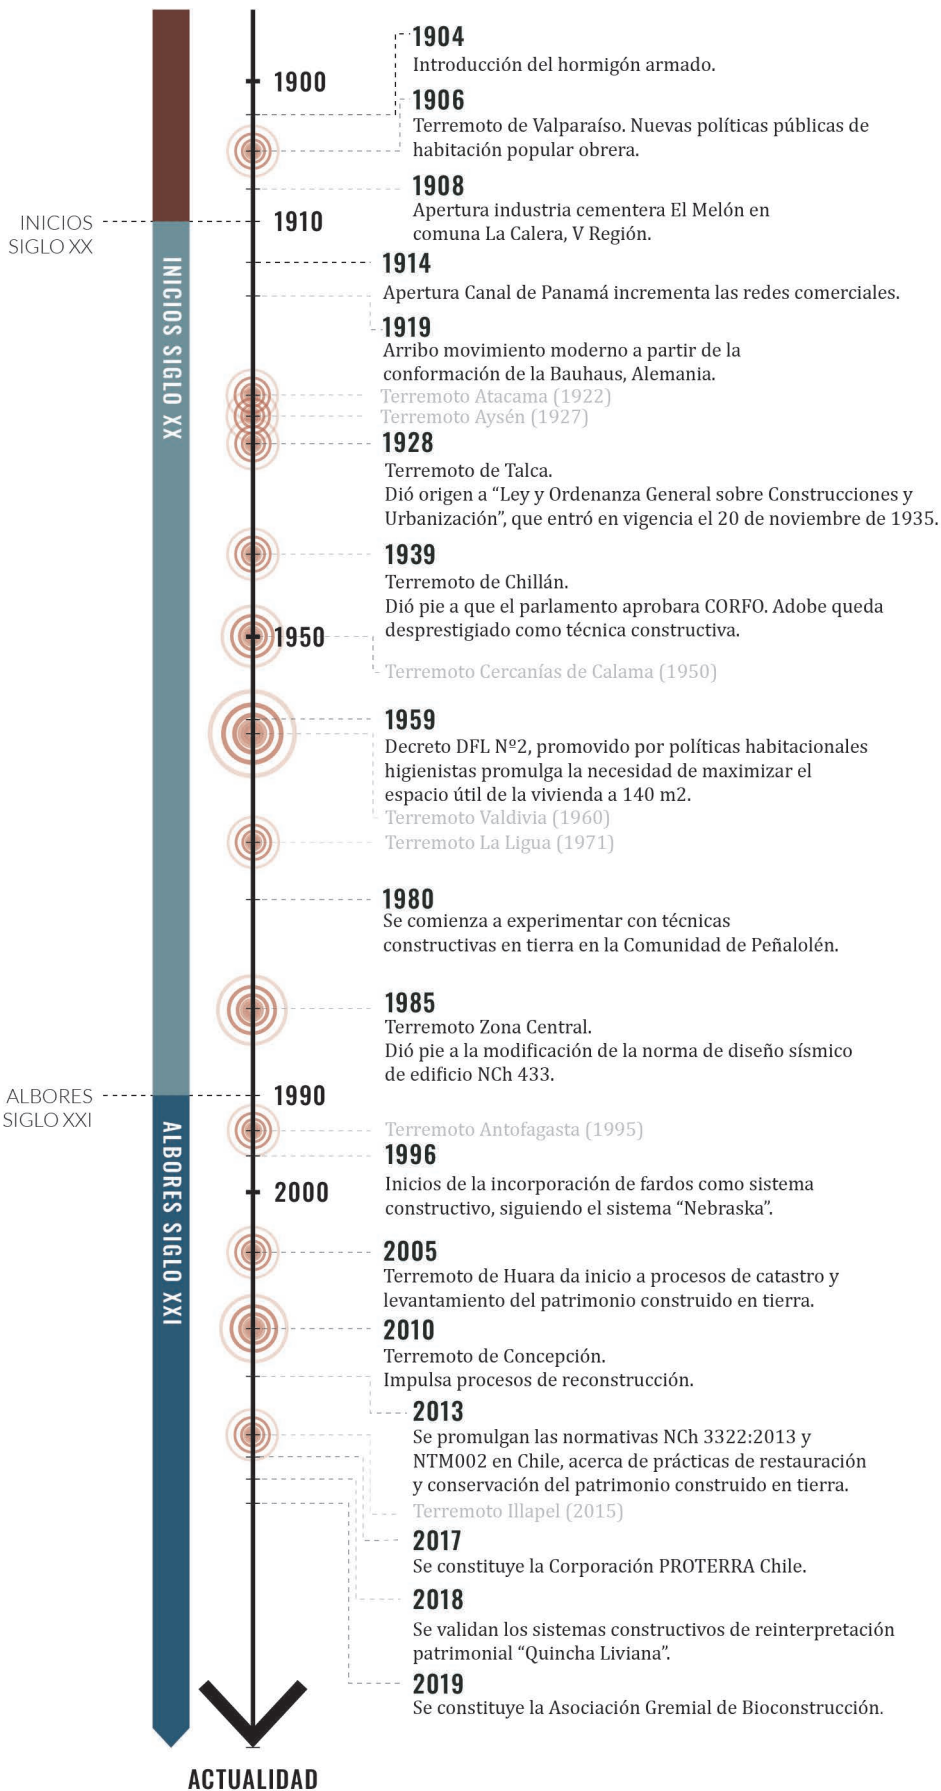 1904
Introducción del hormigón armado.
1900
1906
Terremoto de Valparaíso. Nuevas políticas públicas de
habitación popular obrera.
1908
Apertura industria cementera El Melón en
comuna La Calera, V Región.
INICIOS
SIGLO XX
1910
INICIOS SIGLO XX
1914
Apertura Canal de Panamá incrementa las redes comerciales.
1919
Arribo movimiento moderno a partir de la
conformación de la Bauhaus, Alemania.
Terremoto Atacama (1922)
Terremoto Aysén (1927)
1928
Terremoto de Talca.
Dió origen a “Ley y Ordenanza General sobre Construcciones y
Urbanización”, que entró en vigencia el 20 de noviembre de 1935.
1939
Terremoto de Chillán.
Dió pie a que el parlamento aprobara CORFO. Adobe queda
desprestigiado como técnica constructiva.
1950
Terremoto Cercanías de Calama (1950)
1959
Decreto DFL Nº2, promovido por políticas habitacionales
higienistas promulga la necesidad de maximizar el
espacio útil de la vivienda a 140 m2.
Terremoto Valdivia (1960)
Terremoto La Ligua (1971)
1980
Se comienza a experimentar con técnicas
constructivas en tierra en la Comunidad de Peñalolén.
1985
Terremoto Zona Central.
Dió pie a la modificación de la norma de diseño sísmico
de edificio NCh 433.
ALBORES
SIGLO XXI
1990
ALBORES SIGLO XXI
Terremoto Antofagasta (1995)
1996
Inicios de la incorporación de fardos como sistema
constructivo, siguiendo el sistema “Nebraska”.
2000
2005
Terremoto de Huara da inicio a procesos de catastro y
levantamiento del patrimonio construido en tierra.
2010
Terremoto de Concepción.
Impulsa procesos de reconstrucción.
2013
Se promulgan las normativas NCh 3322:2013 y
NTM002 en Chile, acerca de prácticas de restauración
y conservación del patrimonio construido en tierra.
Terremoto Illapel (2015)
2017
Se constituye la Corporación PROTERRA Chile.
2018
Se validan los sistemas constructivos de reinterpretación
patrimonial “Quincha Liviana”.
2019
Se constituye la Asociación Gremial de Bioconstrucción.
ACTUALIDAD